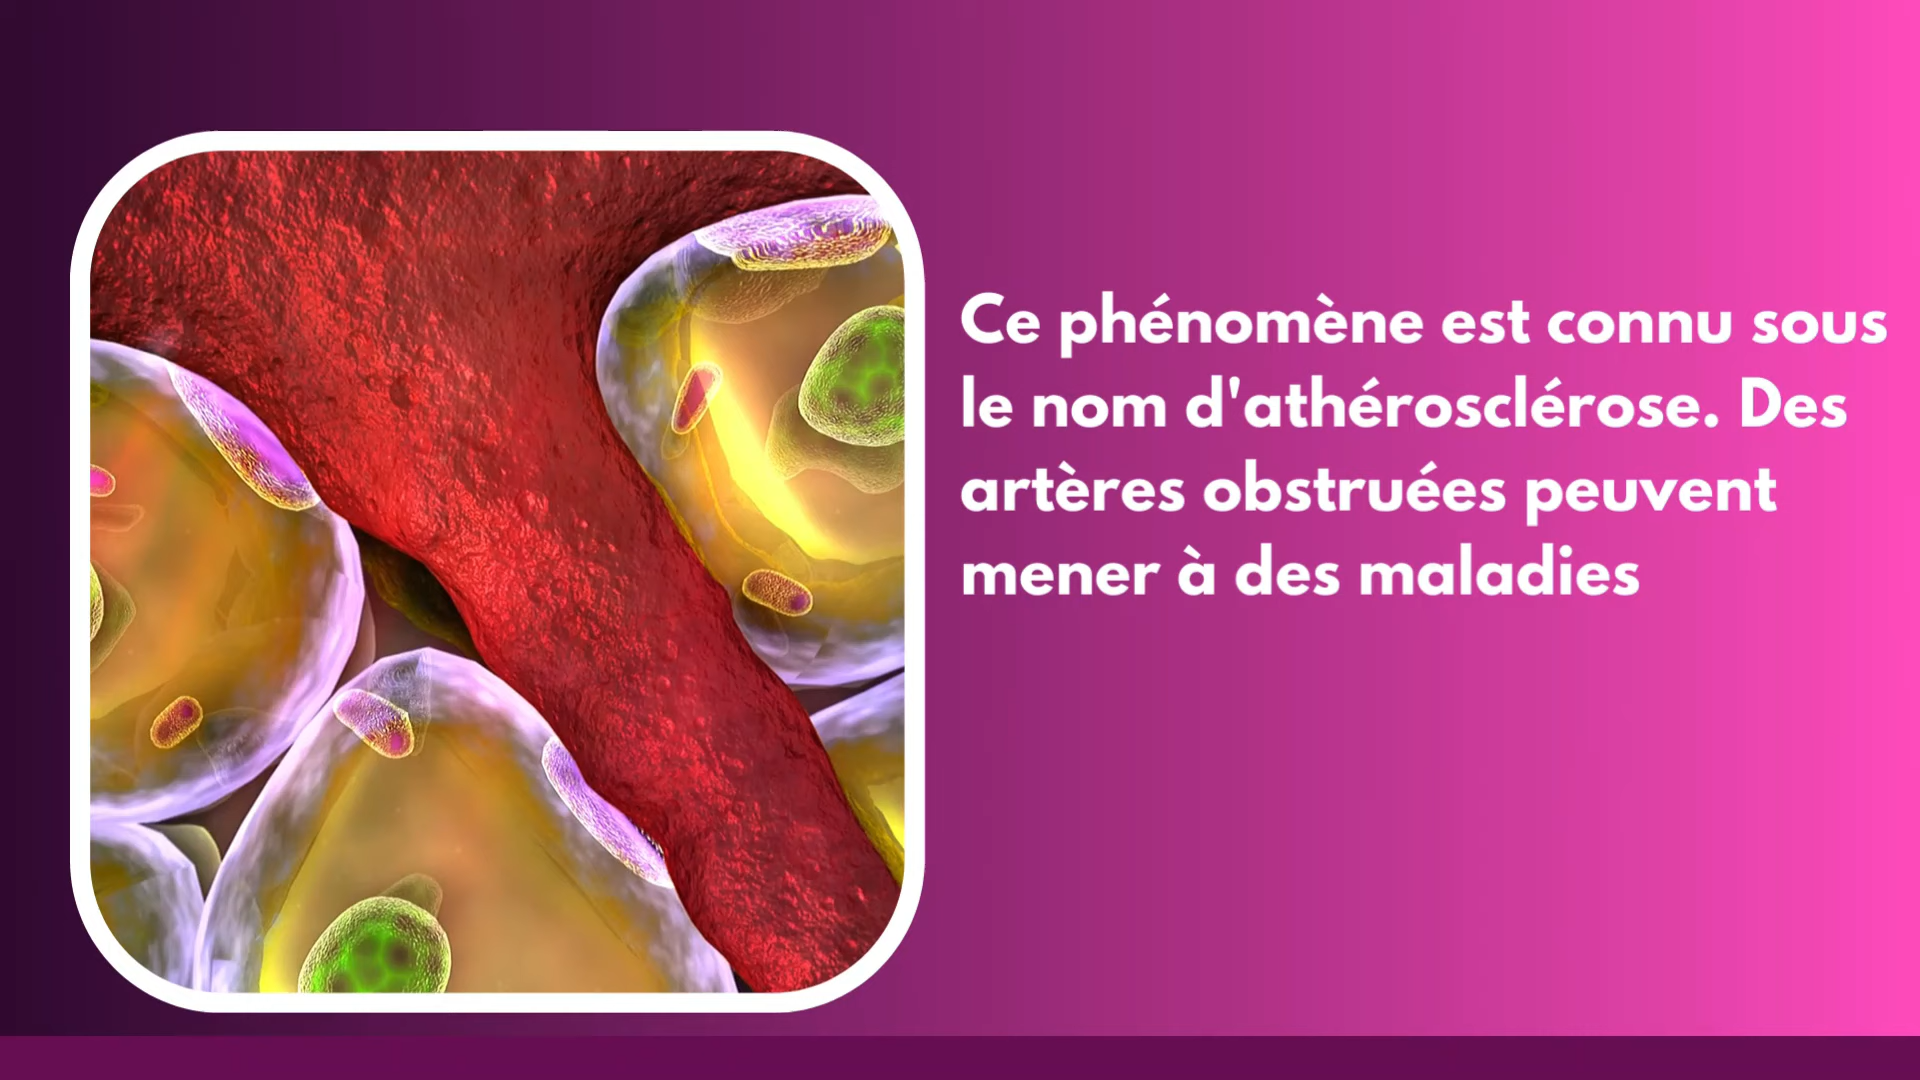 Ce phénomène est connu sous
le nom d'athérosclérose. Des
artères obstruées peuvent
mener à des maladies